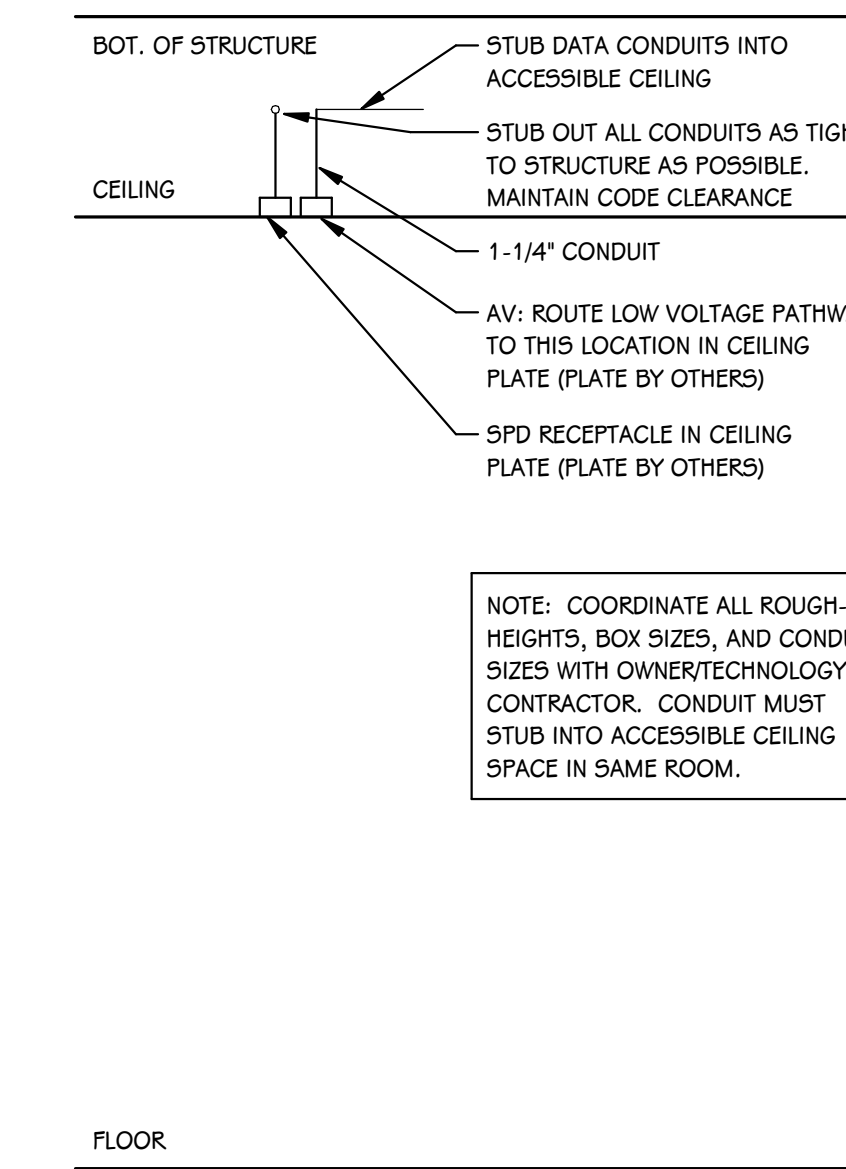 BOT. OF STRUCTURE
STUB DATA CONDUITS INTO
ACCESSIBLE CEILING
STUB OUT ALL CONDUITS AS
TO STRUCTURE AS POSSIBLE.
MAINTAIN CODE CLEARANCE
CEILING
1-1/4" CONDUIT
AV: ROUTE LOW VOLTAGE
TO THIS LOCATION IN CEILING
PLATE (PLATE BY OTHERS)
SPD RECEPTACLE IN CEILING
PLATE (PLATE BY OTHERS)
NOTE: COORDINATE ALL ROUGH-
HEIGHTS, BOX SIZES, AND
SIZES WITH OWNER/TECHNOLOGY
CONTRACTOR. CONDUIT MUST
STUB INTO ACCESSIBLE CEILING
SPACE IN SAME ROOM.
FLOOR